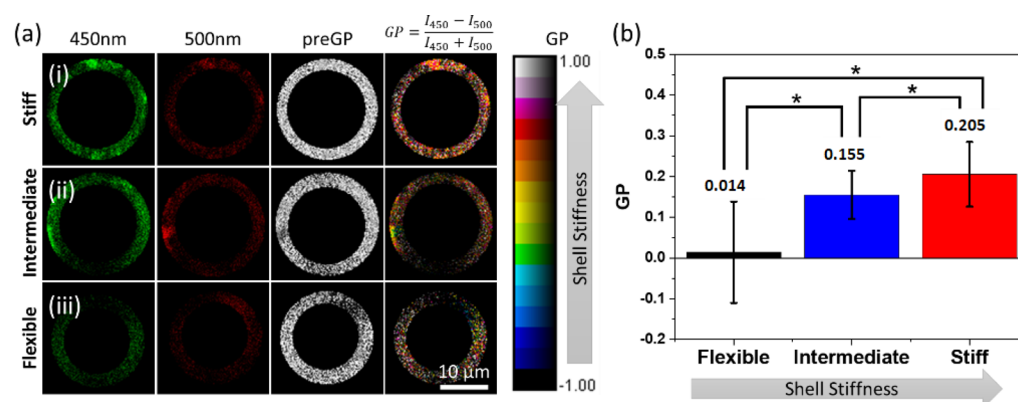 (a)
450nm
500nm
preGP
GP = (I450 − I500) / (I450 + I500)
GP
(i)
Stiff
(ii)
Intermediate
(iii)
Flexible
10 μm
1.00
-1.00
Shell Stiffness
(b)
GP
0.5
0.4
0.3
0.2
0.1
0.0
-0.1
-0.2
*
*
*
0.014
0.155
0.205
Flexible
Intermediate
Stiff
Shell Stiffness